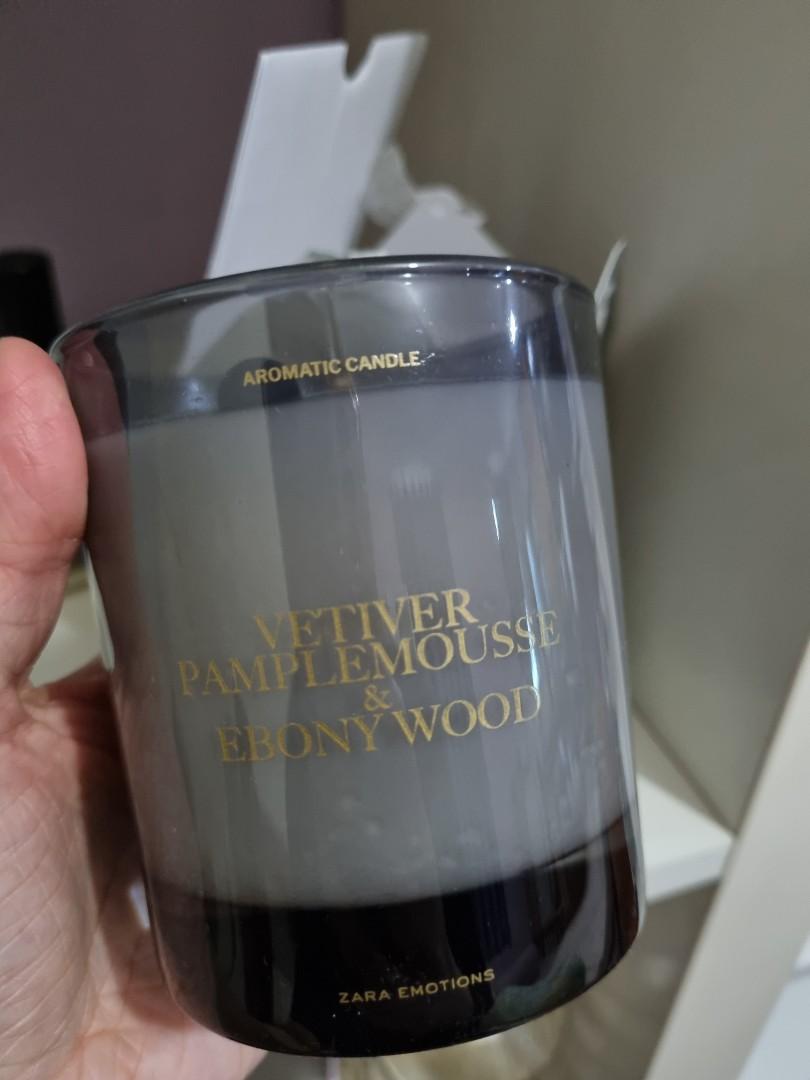 AROMATIC CANDLE
VETIVER
PAMPLEMOUSSE
&
EBONY WOOD
ZARA EMOTIONS